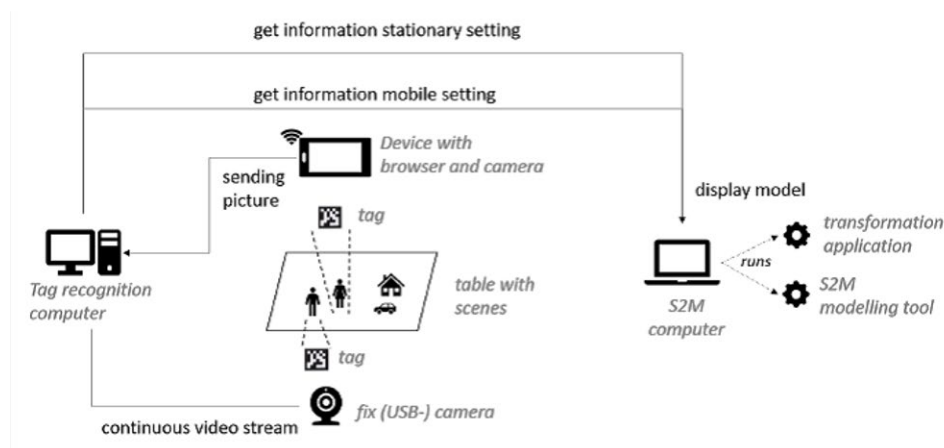 get information stationary setting
get information mobile setting
Device with
browser and camera
sending
picture
tag
display model
transformation
application
runs
Tag recognition
computer
table with
scenes
S2M
computer
S2M
modelling tool
tag
fix (USB-) camera
continuous video stream